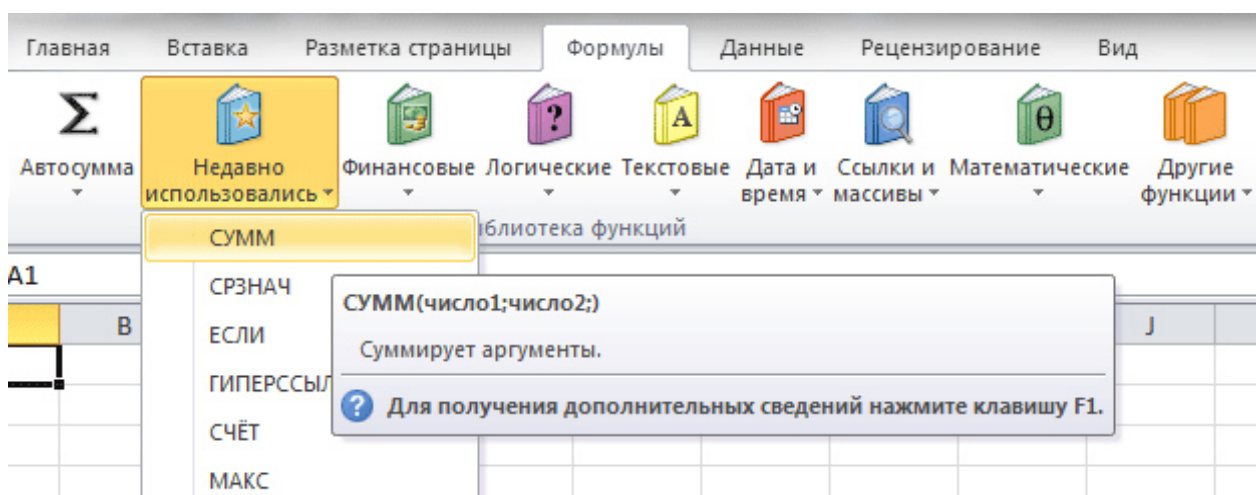 Главная Вставка Разметка страницы Формулы Данные Рецензирование Вид
Σ ? A θ
Автосумма Недавно использовались Финансовые Логические Текстовые Дата и время Ссылки и массивы Математические Другие функции
блиотека функций
СУММ
A1
СРЗНАЧ
СУММ(число1;число2;)
B
J
ЕСЛИ
Суммирует аргументы.
ГИПЕРССЫЛ
? Для получения дополнительных сведений нажмите клавишу F1.
СЧЁТ
МАКС